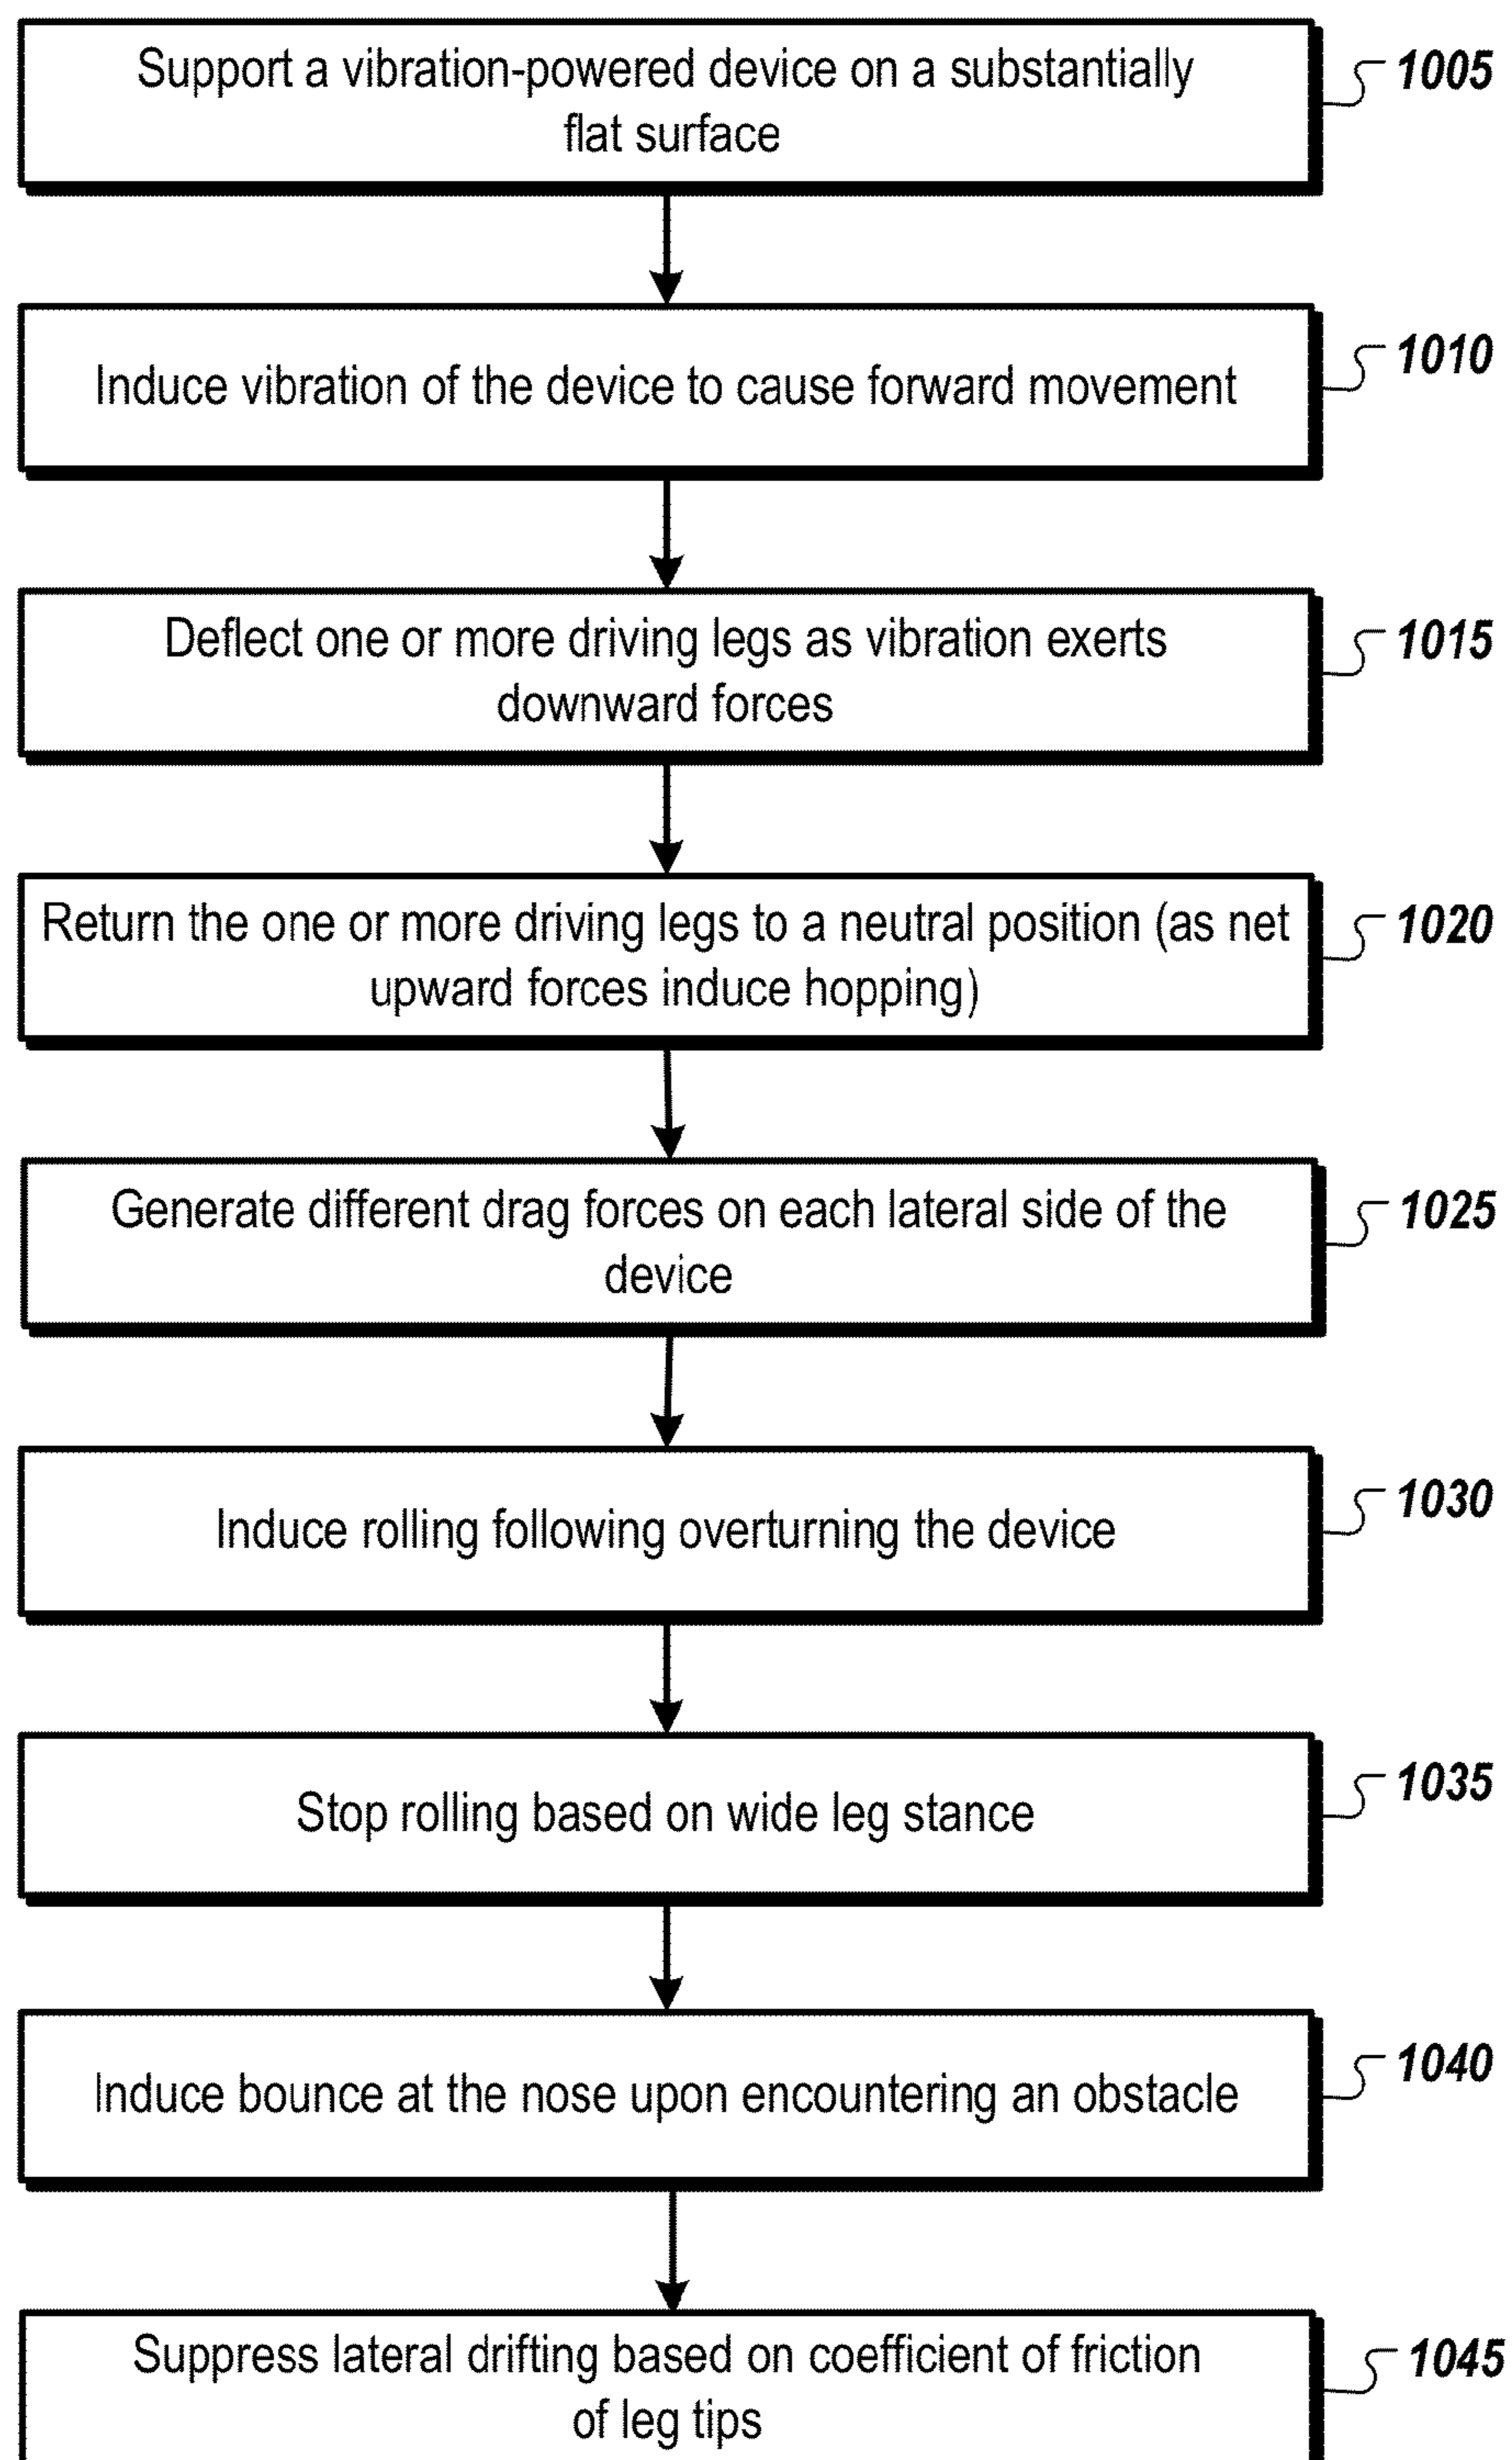 Support a vibration-powered device on a substantially
flat surface
1005
Induce vibration of the device to cause forward movement
1010
Deflect one or more driving legs as vibration exerts
downward forces
1015
Return the one or more driving legs to a neutral position (as net
upward forces induce hopping)
1020
Generate different drag forces on each lateral side of the
device
1025
Induce rolling following overturning the device
1030
Stop rolling based on wide leg stance
1035
Induce bounce at the nose upon encountering an obstacle
1040
Suppress lateral drifting based on coefficient of friction
of leg tips
1045